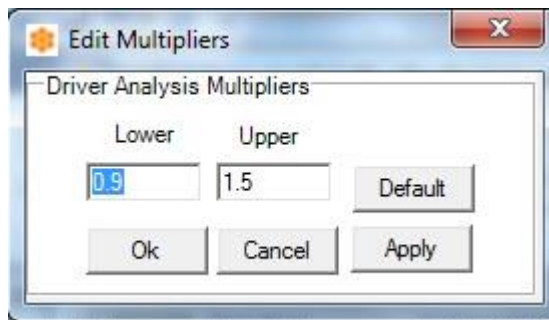 Edit Multipliers
Driver Analysis Multipliers
Lower Upper
0.9 1.5 Default
Ok Cancel Apply